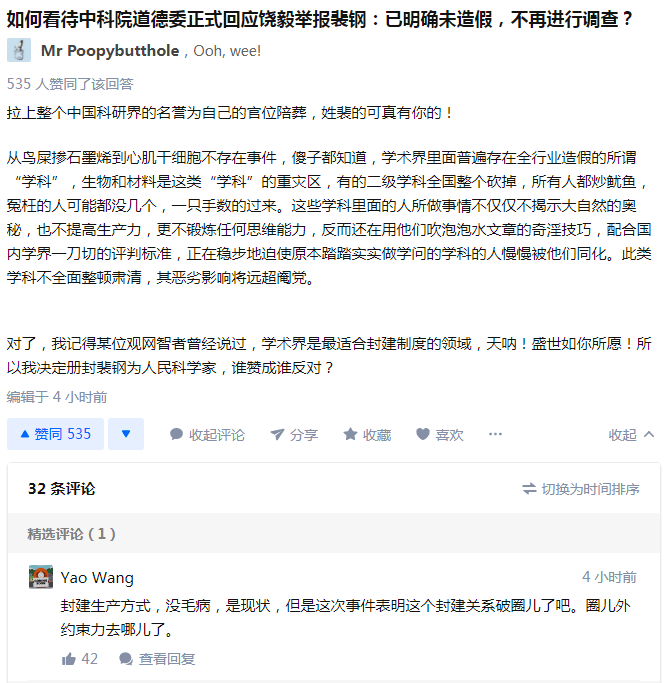 如何看待中科院道德委正式回应饶毅举报裴钢：已明确未造假，不再进行调查？
Mr Poopybutthole，Ooh, wee!
535 人赞同了该回答
拉上整个中国科研界的名誉为自己的官位陪葬，姓裴的可真有你的！
从鸟屎掺石墨烯到心肌干细胞不存在事件，傻子都知道，学术界里面普遍存在全行业造假的所谓
“学科”，生物和材料是这类“学科”的重灾区，有的二级学科全国整个砍掉，所有人都炒鱿鱼，
冤枉的人可能都没几个，一只手数的过来。这些学科里面的人所做事情不仅仅不揭示大自然的奥
秘，也不提高生产力，更不锻炼任何思维能力，反而还在用他们吹泡泡水文章的奇淫技巧，配合国
内学界一刀切的评判标准，正在稳步地迫使原本踏踏实实做学问的学科的人慢慢被他们同化。此类
学科不全面整顿肃清，其恶劣影响将远超阉党。
对了，我记得某位观网智者曾经说过，学术界是最适合封建制度的领域，天呐！盛世如你所愿！所
以我决定册封裴钢为人民科学家，谁赞成谁反对？
编辑于 4 小时前
赞同 535 收起评论 分享 收藏 喜欢 ··· 收起
32 条评论 切换为时间排序
精选评论（1）
Yao Wang 4 小时前
封建生产方式，没毛病，是现状，但是这次事件表明这个封建关系破圈儿了吧。圈儿外
约束力去哪儿了。
42 查看回复